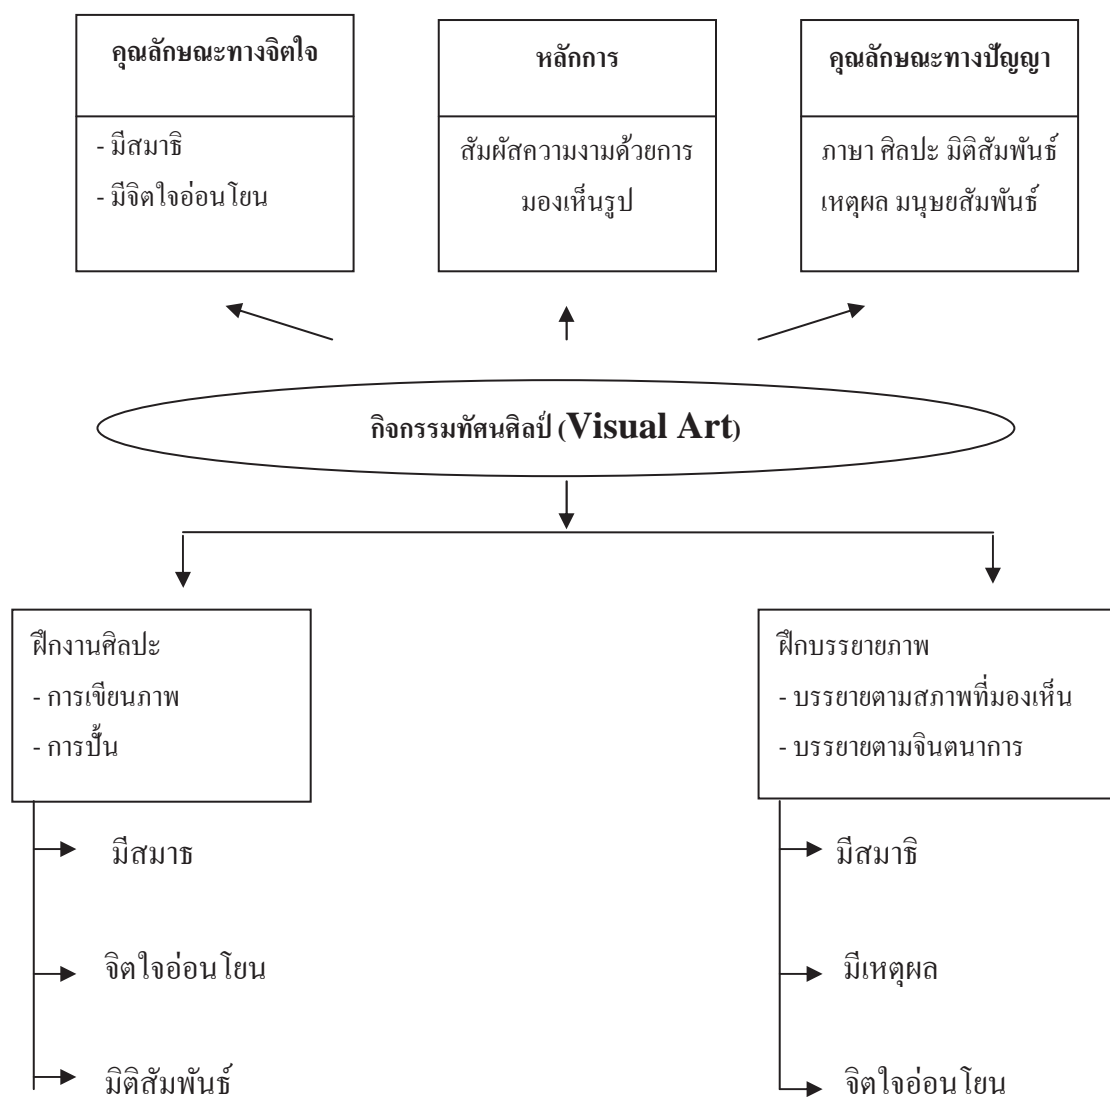 คุณลักษณะทางจิตใจ
- มีสมาธิ
- มีจิตใจอ่อนโยน
หลักการ
สัมผัสความงามด้วยการ
มองเห็นรูป
คุณลักษณะทางปัญญา
ภาษา ศิลปะ มิติสัมพันธ์
เหตุผล มนุษยสัมพันธ์
กิจกรรมทัศนศิลป์ (Visual Art)
ฝึกงานศิลปะ
- การเขียนภาพ
- การปั้น
มีสมาธ
จิตใจอ่อนโยน
มิติสัมพันธ์
ฝึกบรรยายภาพ
- บรรยายตามสภาพที่มองเห็น
- บรรยายตามจินตนาการ
มีสมาธิ
มีเหตุผล
จิตใจอ่อนโยน